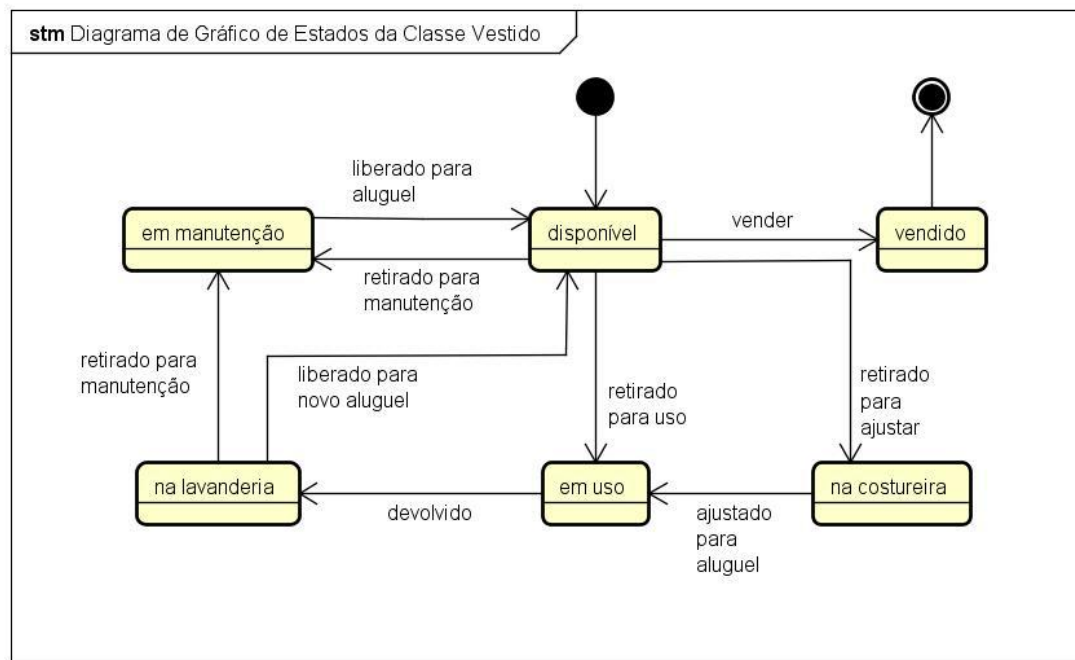 stm Diagrama de Gráfico de Estados da Classe Vestido
liberado para
aluguel
em manutenção
disponível
vender
vendido
retirado para
manutenção
retirado para
manutenção
liberado para
novo aluguel
retirado
para uso
retirado
para
ajustar
na lavanderia
em uso
na costureira
devolvido
ajustado
para
aluguel